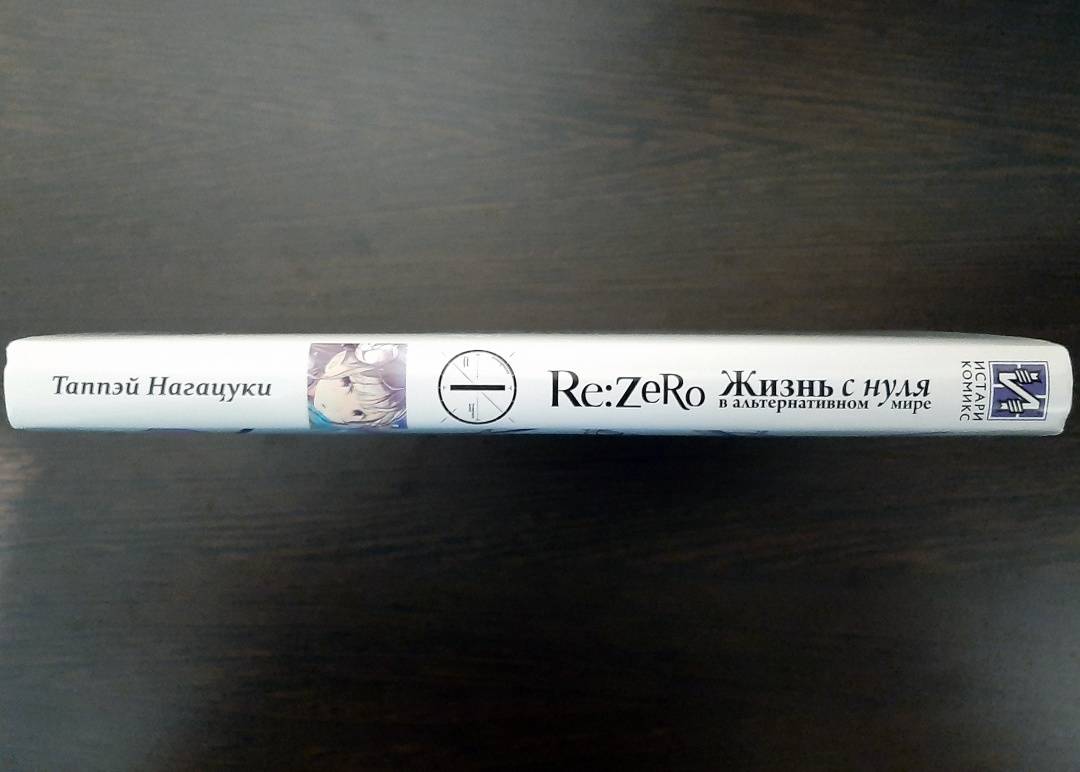 Таппэй Нагацуки
Re:ZeRo
Жизнь с нуля
в альтернативном мире
ИСТАРИ
КОМИКС